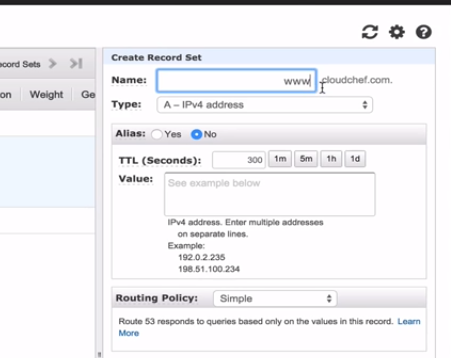 ecord Sets
on Weight Ge
Create Record Set
Name: www .cloudchef.com.
Type: A – IPv4 address
Alias: Yes No
TTL (Seconds): 300 1m 5m 1h 1d
Value: See example below
IPv4 address. Enter multiple addresses
on separate lines.
Example:
192.0.2.235
198.51.100.234
Routing Policy: Simple
Route 53 responds to queries based only on the values in this record. Learn
More